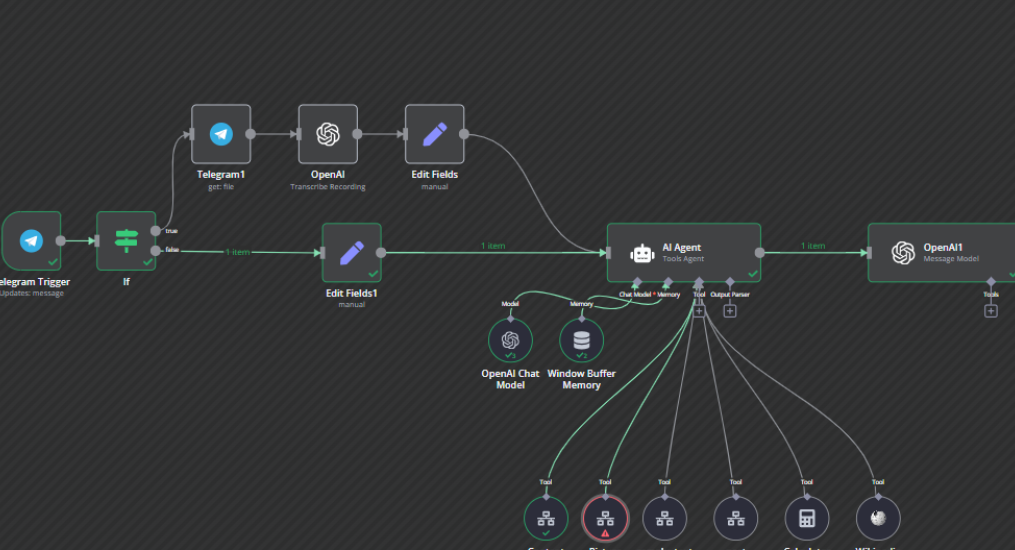 Telegram1
get: file
OpenAI
Transcribe Recording
Edit Fields
manual
true
false
1 item
1 item
1 item
elegram Trigger
Updates: message
If
Edit Fields1
manual
AI Agent
Tools Agent
OpenAI1
Message Model
Chat Model *
Memory
Tool
Output Parser
Tools
Model
Memory
2
OpenAI Chat
Model
Window Buffer
Memory
Tool
Tool
Tool
Tool
Tool
Tool